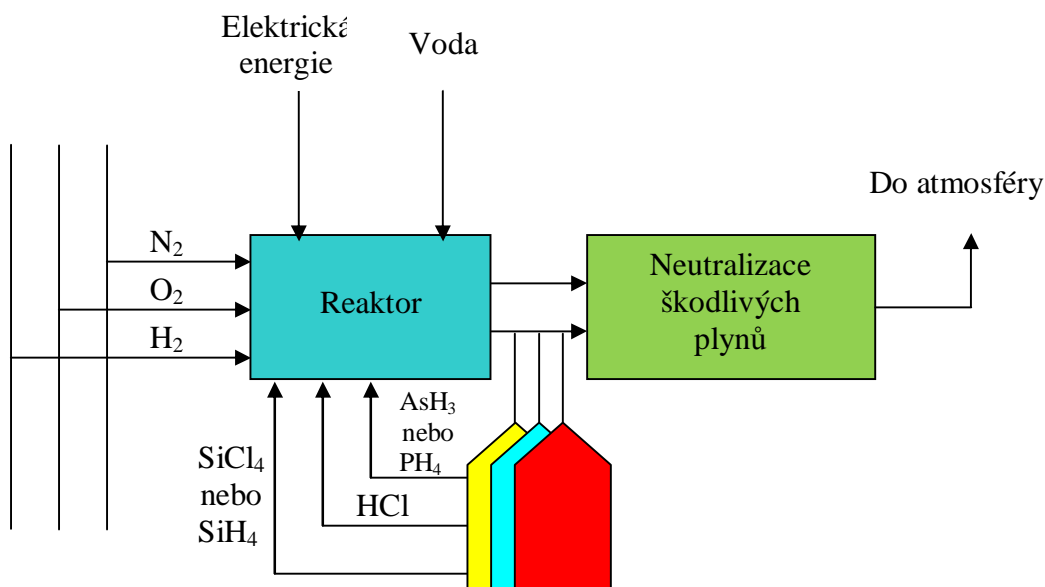 Elektrická
energie
Voda
Do atmosféry
N₂
O₂
H₂
Reaktor
Neutralizace
škodlivých
plynů
AsH₃
nebo
PH₄
SiCl₄
nebo
SiH₄
HCl